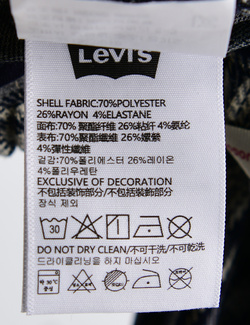 Levi's
SHELL FABRIC:70%POLYESTER
26%RAYON 4%ELASTANE
面布:70% 聚酯纤维 26%粘纤 4%氨纶
表布:70% 聚酯纖維 26%嫘縈
4%彈性纖維
겉감:70%폴리에스터 26%레이온
4%폴리우레탄
EXCLUSIVE OF DECORATION
不包括装饰部分/不包括裝飾部分
장식 제외
30
DO NOT DRY CLEAN/不可干洗/不可乾洗
드라이클리닝을 하지 마십시오
약 30℃
중성